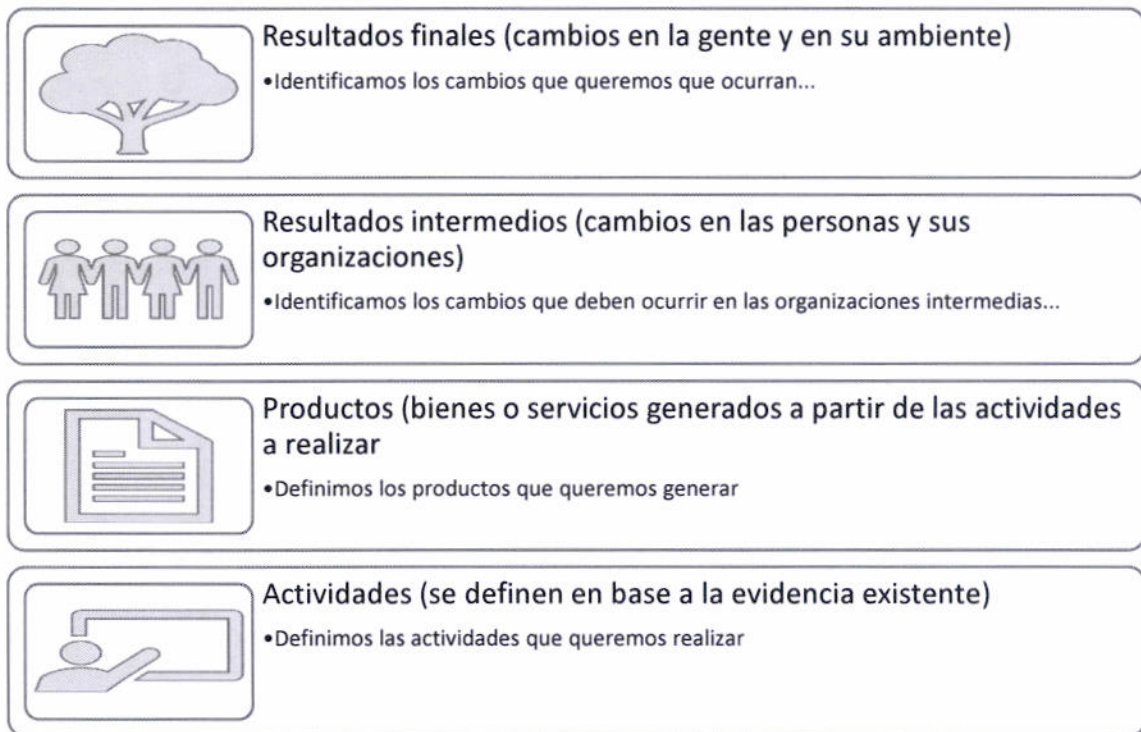 Resultados finales (cambios en la gente y en su ambiente)
•Identificamos los cambios que queremos que ocurran...
Resultados intermedios (cambios en las personas y sus
organizaciones)
•Identificamos los cambios que deben ocurrir en las organizaciones intermedias...
Productos (bienes o servicios generados a partir de las actividades
a realizar
•Definimos los productos que queremos generar
Actividades (se definen en base a la evidencia existente)
•Definimos las actividades que queremos realizar